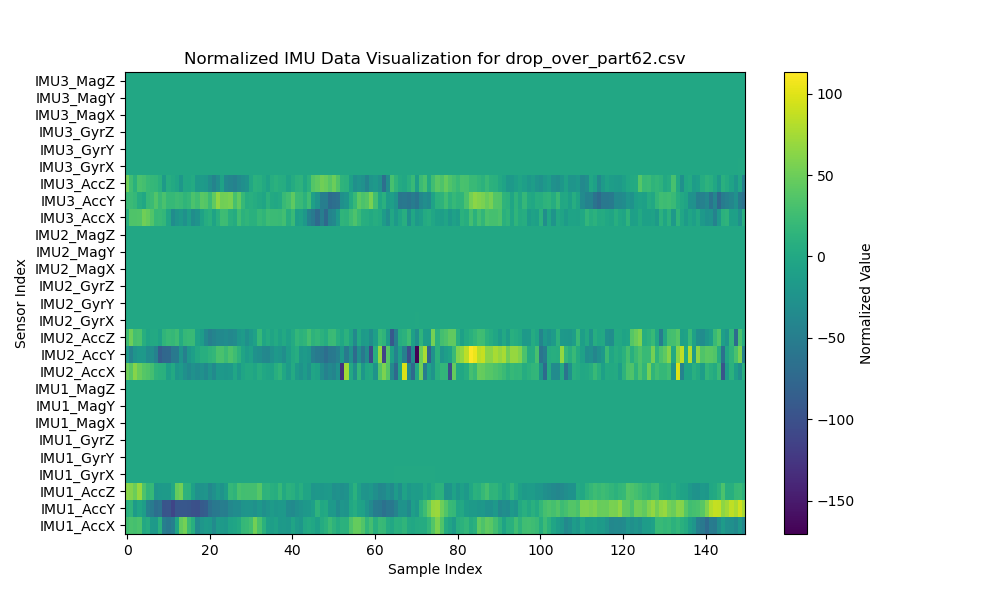 Normalized IMU Data Visualization for drop_over_part62.csv
IMU3_MagZ
IMU3_MagY
IMU3_MagX
IMU3_GyrZ
IMU3_GyrY
IMU3_GyrX
IMU3_AccZ
IMU3_AccY
IMU3_AccX
IMU2_MagZ
IMU2_MagY
IMU2_MagX
IMU2_GyrZ
IMU2_GyrY
IMU2_GyrX
IMU2_AccZ
IMU2_AccY
IMU2_AccX
IMU1_MagZ
IMU1_MagY
IMU1_MagX
IMU1_GyrZ
IMU1_GyrY
IMU1_GyrX
IMU1_AccZ
IMU1_AccY
IMU1_AccX
Sensor Index
0 20 40 60 80 100 120 140
Sample Index
100
50
0
−50
−100
−150
Normalized Value